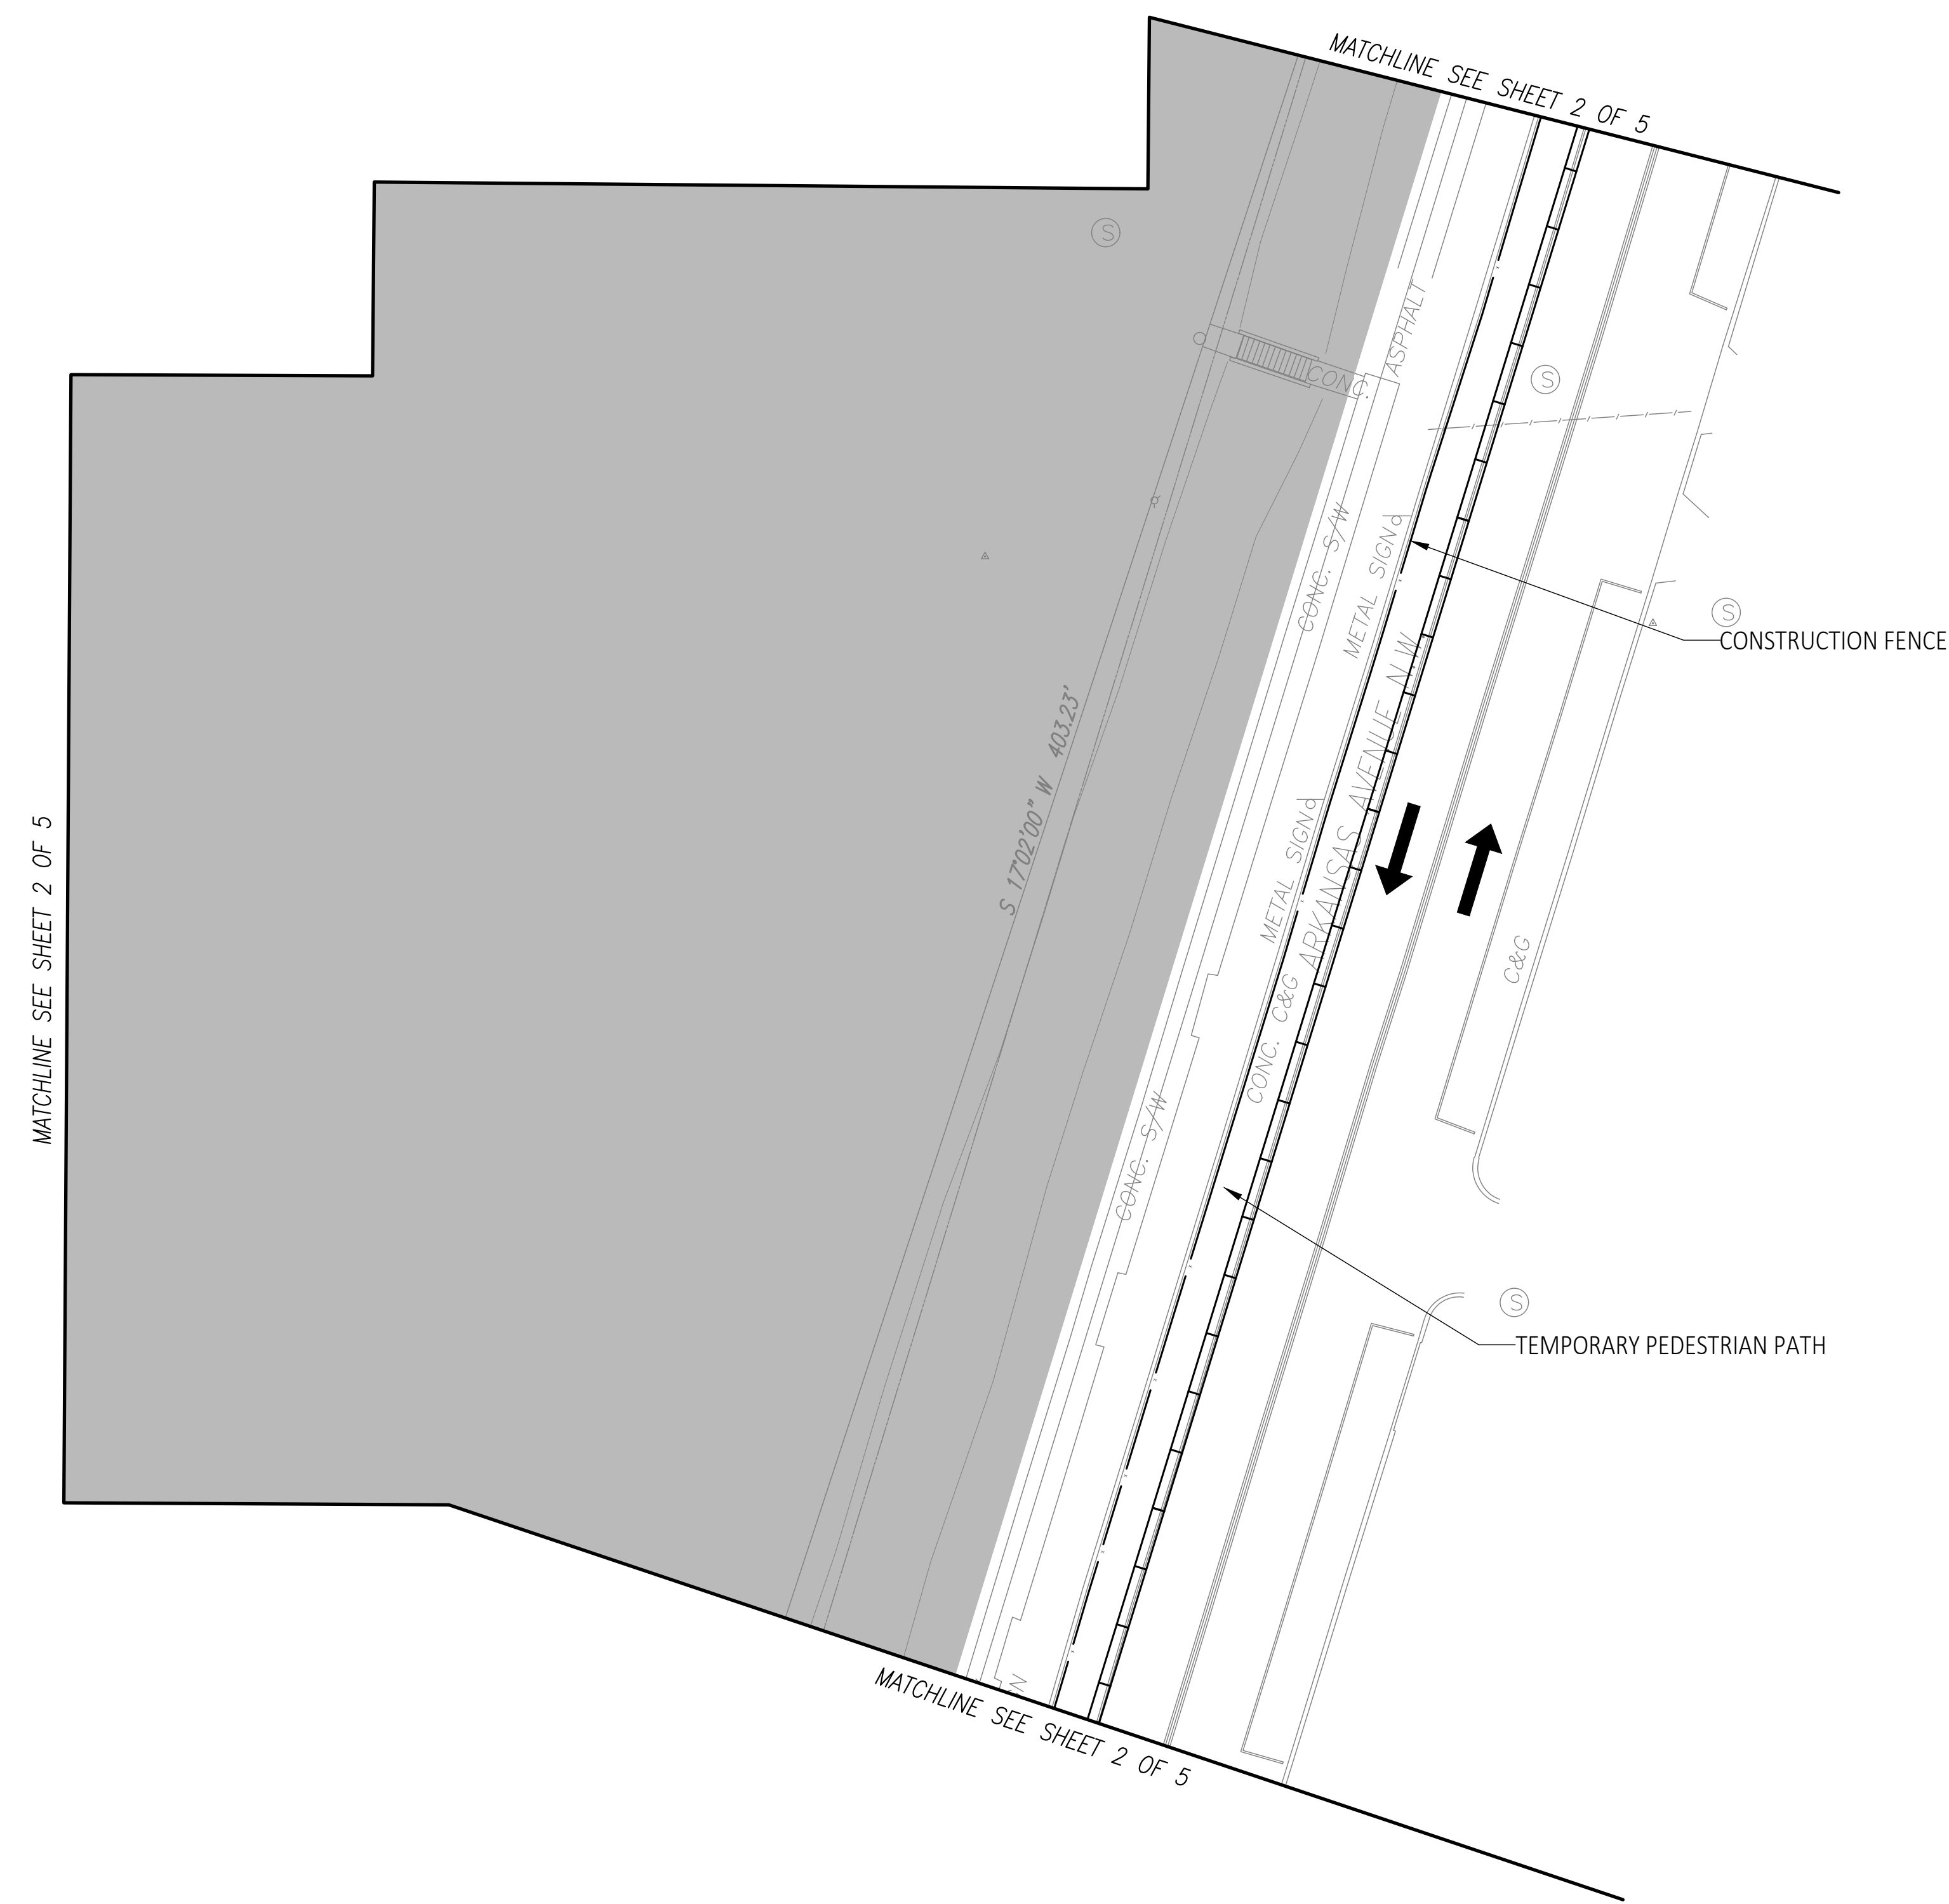 MATCHLINE SEE SHEET 2 OF 5
S
ASPHALT
CONC.
S
CONC. S/W
METAL SIGN
S
CONSTRUCTION FENCE
S 17°02'00" W 403.23'
ARKANSAS AVENUE N.W.
METAL SIGN
MATCHLINE SEE SHEET 2 OF 5
C&G
CONC. C&G
CONC. S/W
S
TEMPORARY PEDESTRIAN PATH
N
MATCHLINE SEE SHEET 2 OF 5